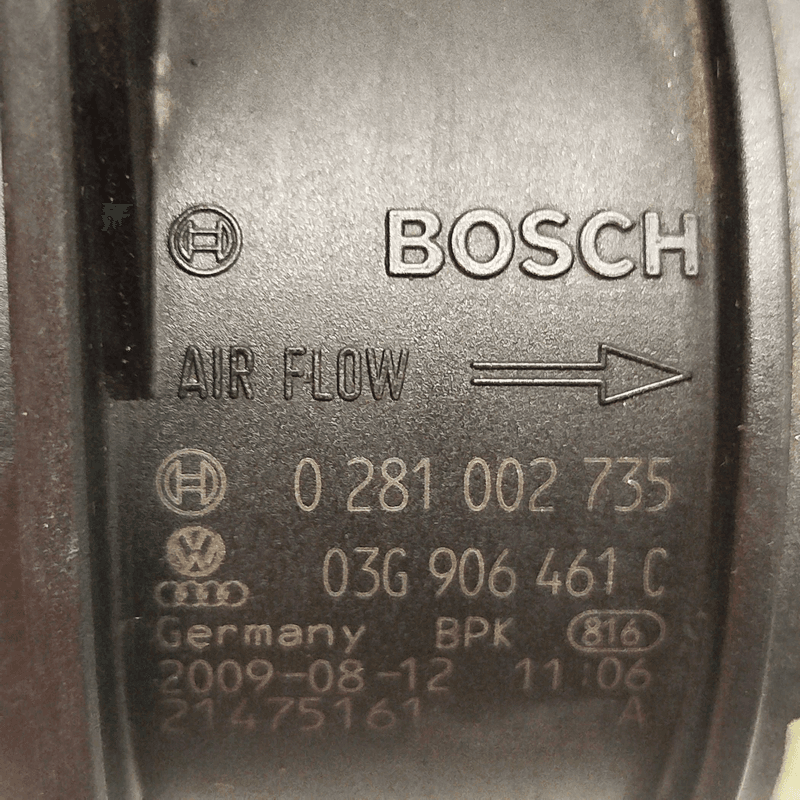 BOSCH
AIR FLOW
0 281 002 735
03G 906 461 C
Germany BPK 816
2009-08-12 11:06
21475161 A